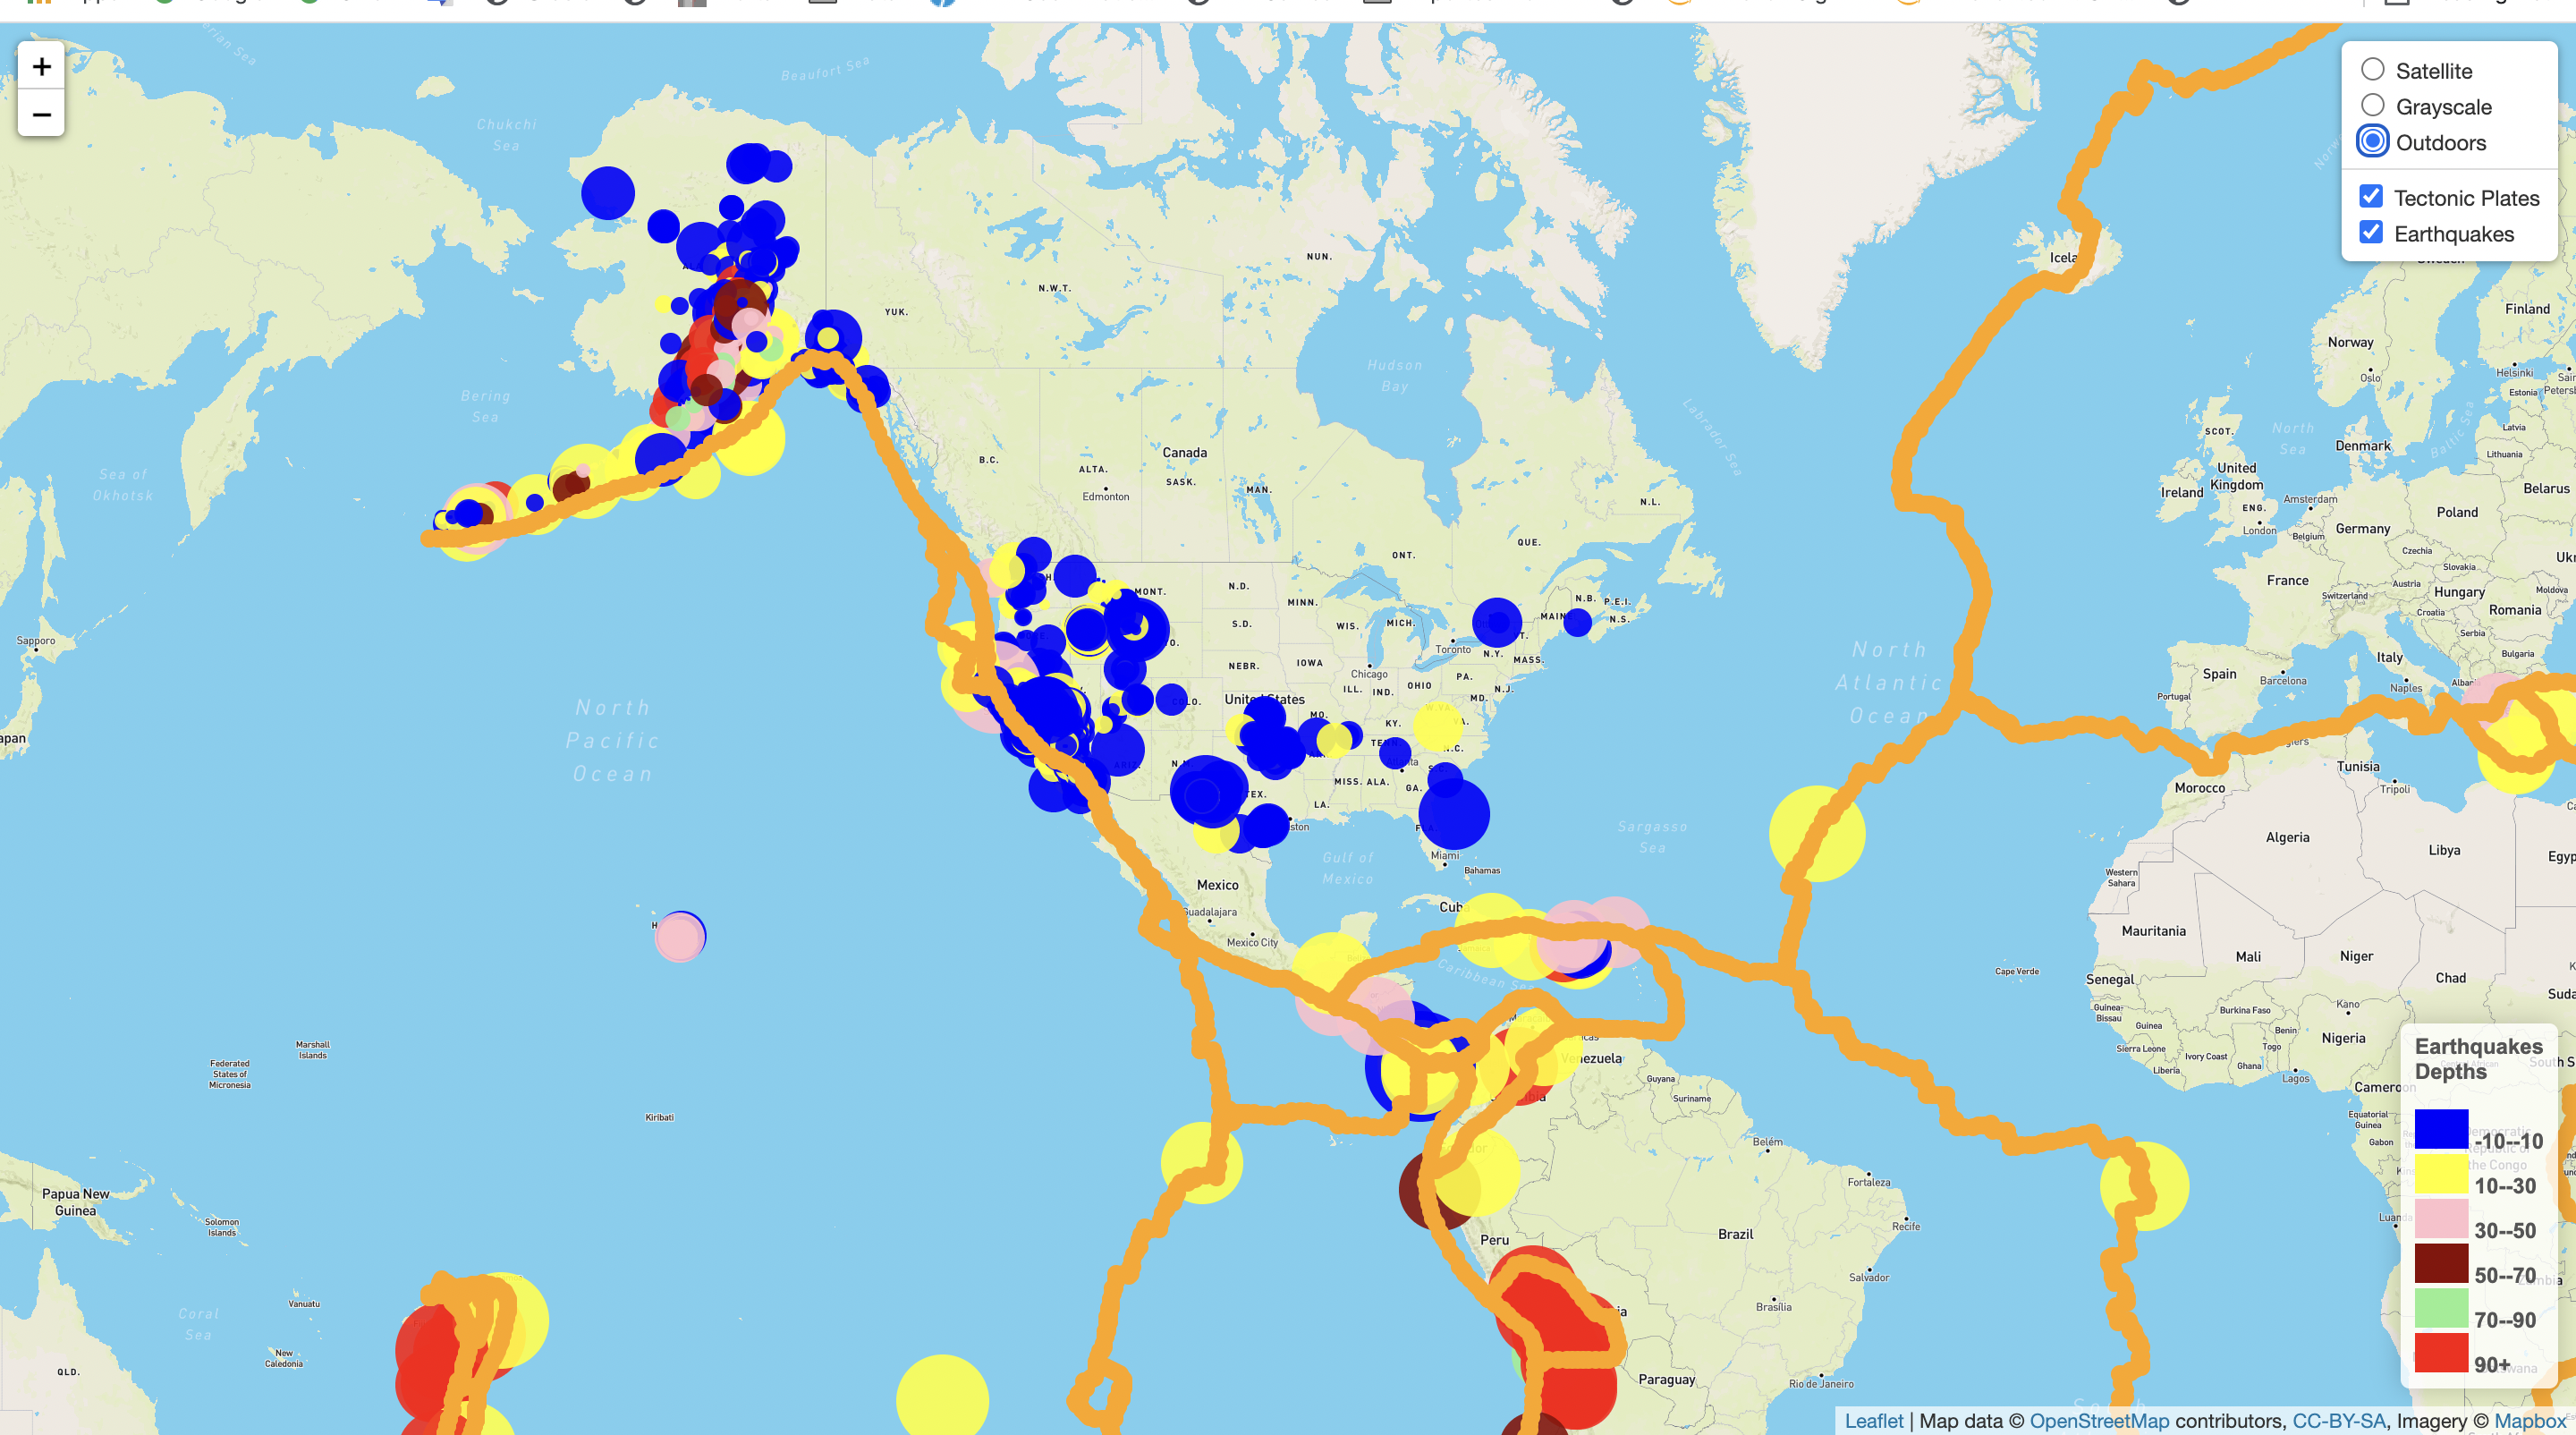 +
−
Satellite
Grayscale
Outdoors
Tectonic Plates
Earthquakes
Beaufort Sea
Chukchi
Sea
Bering
Sea
Sea of
Okhotsk
Sapporo
YUK.
N.W.T.
NUN.
Hudson
Bay
Labrador Sea
B.C.
ALTA.
Edmonton
Canada
SASK.
MAN.
ONT.
QUE.
N.L.
N.B.
P.E.I.
N.S.
MAINE
MONT.
N.D.
MINN.
S.D.
WIS.
MICH.
Toronto
N.Y.
MASS.
NEBR.
IOWA
Chicago
PA.
ILL.
IND.
OHIO
MD.
N.J.
United States
COLO.
MO.
KY.
W.VA.
TENN.
N.C.
ARIZ.
MISS.
ALA.
GA.
LA.
Miami
Bahamas
Gulf of
Mexico
Sargasso
Sea
Mexico
Guadalajara
Mexico City
Caribbean Sea
North
Pacific
Ocean
North
Atlantic
Ocean
Finland
Norway
Oslo
Helsinki
Estonia
SCOT.
North
Sea
Denmark
Baltic Sea
Latvia
Lithuania
United
Kingdom
Ireland
ENG.
London
Amsterdam
Belgium
Germany
Poland
Belarus
Czechia
Slovakia
France
Austria
Switzerland
Hungary
Moldova
Croatia
Romania
Serbia
Bulgaria
Italy
Spain
Barcelona
Portugal
Naples
Tunisia
Tripoli
Morocco
Algeria
Libya
Western
Sahara
Mauritania
Mali
Niger
Chad
Cape Verde
Senegal
Guinea-
Bissau
Guinea
Burkina Faso
Kano
Benin
Nigeria
Sierra Leone
Ivory Coast
Togo
Ghana
Liberia
Lagos
Cameroon
Equatorial
Guinea
Gabon
Marshall
Islands
Federated
States of
Micronesia
Kiribati
Papua New
Guinea
Solomon
Islands
Coral
Sea
Vanuatu
New
Caledonia
QLD.
Venezuela
Guyana
Suriname
Belém
Fortaleza
Recife
Peru
Brazil
Salvador
Brasília
Paraguay
Rio de Janeiro
Earthquakes
Depths
-10--10
10--30
30--50
50--70
70--90
90+
Leaflet | Map data © OpenStreetMap contributors, CC-BY-SA, Imagery © Mapbox